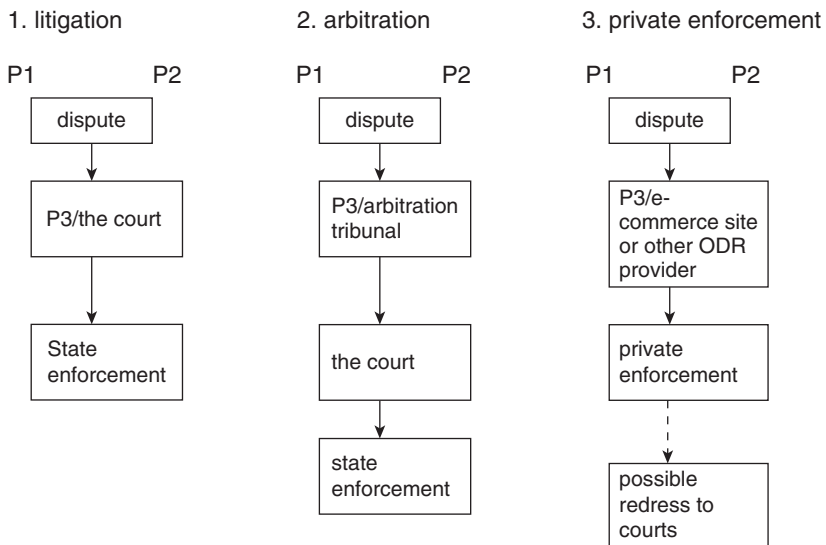 1. litigation
P1 P2
dispute
P3/the court
State
enforcement
2. arbitration
P1 P2
dispute
P3/arbitration
tribunal
the court
state
enforcement
3. private enforcement
P1 P2
dispute
P3/e-
commerce site
or other ODR
provider
private
enforcement
possible
redress to
courts